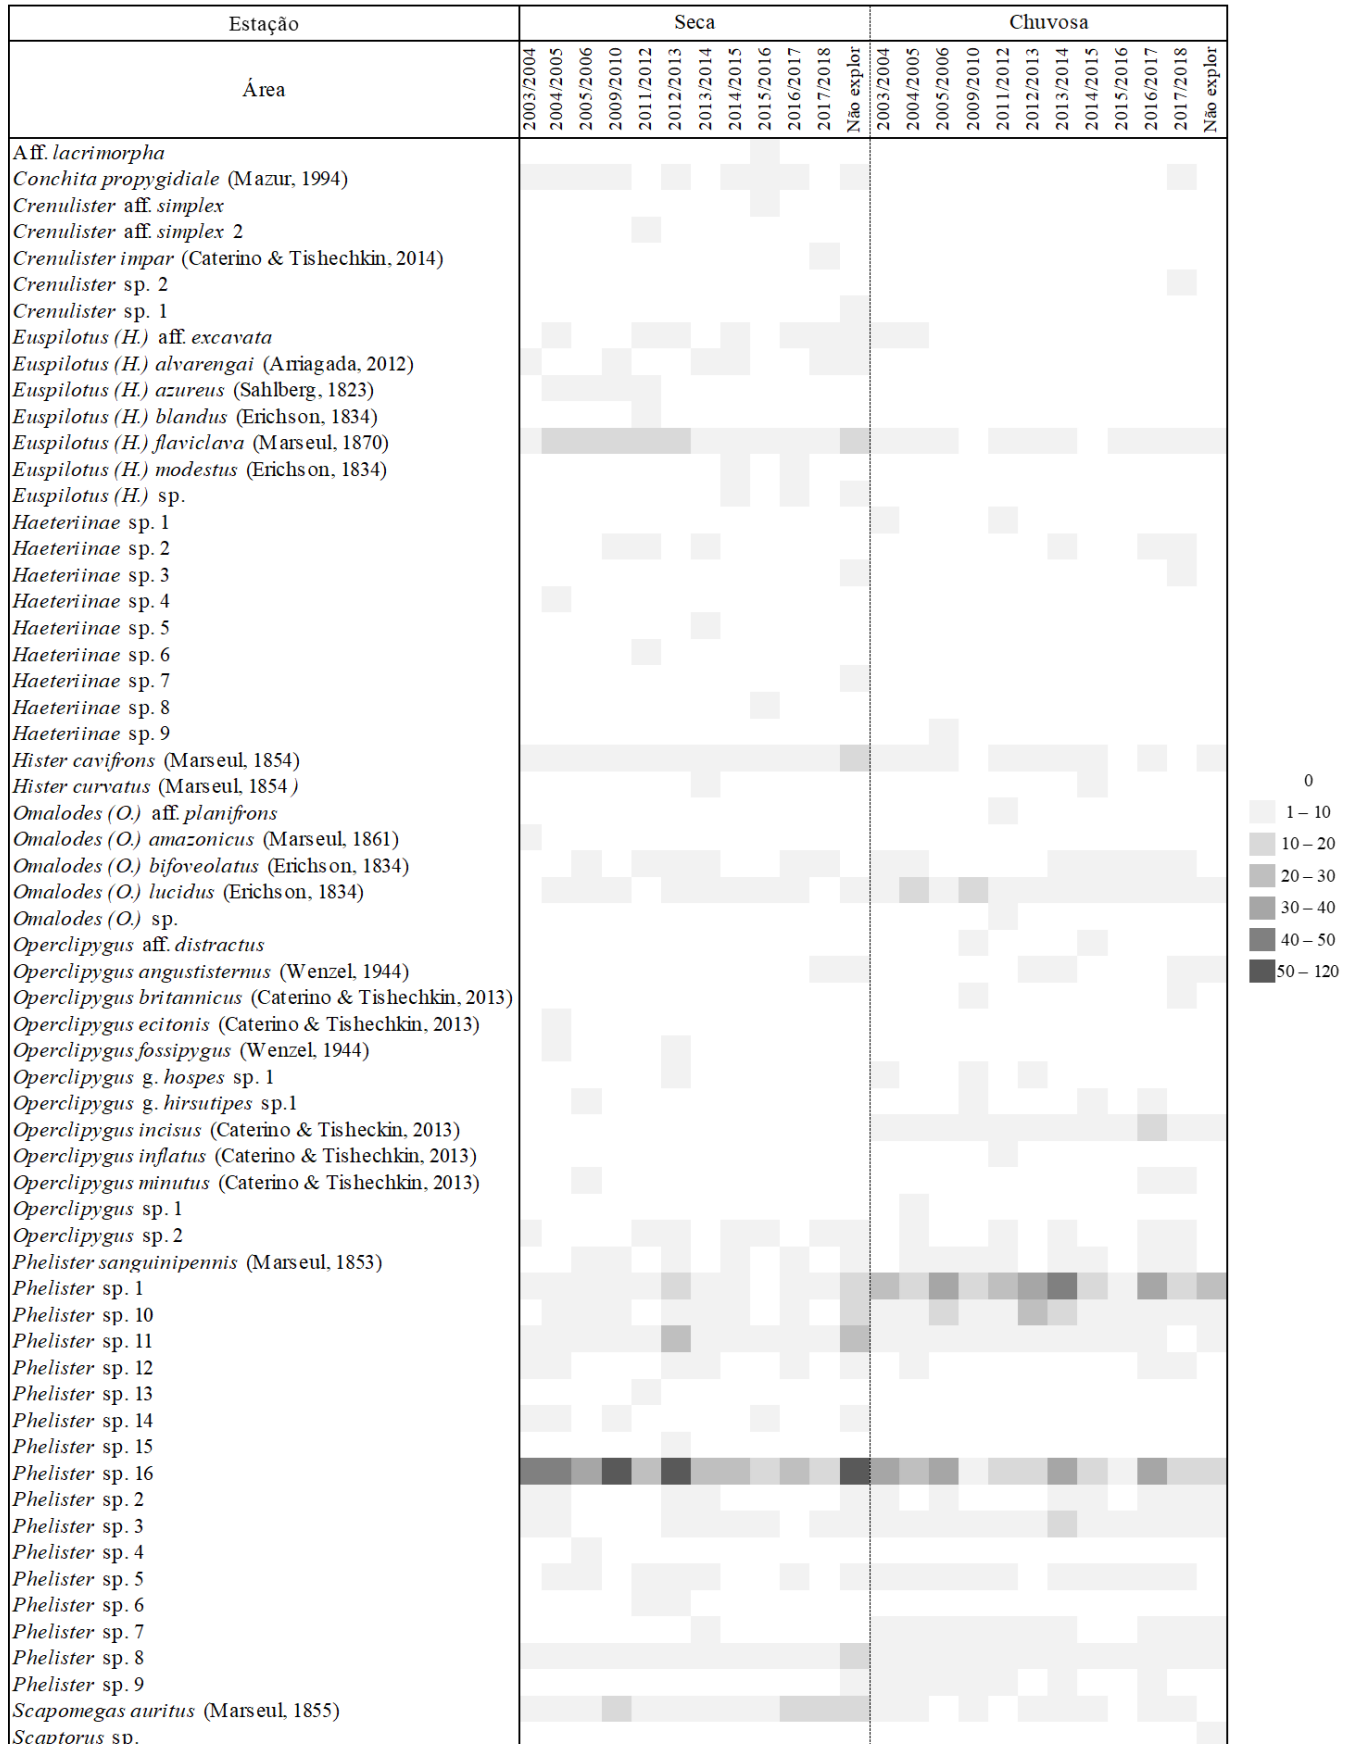 Estação Seca Chuvosa
Área 2003/2004 2004/2005 2005/2006 2009/2010 2011/2012 2012/2013 2013/2014 2014/2015 2015/2016 2016/2017 2017/2018 Não explor 2003/2004 2004/2005 2005/2006 2009/2010 2011/2012 2012/2013 2013/2014 2014/2015 2015/2016 2016/2017 2017/2018 Não explor
Aff. lacrimorpha
Conchita propygidiale (Mazur, 1994)
Crenulister aff. simplex
Crenulister aff. simplex 2
Crenulister impar (Caterino & Tishechkin, 2014)
Crenulister sp. 2
Crenulister sp. 1
Euspilotus (H.) aff. excavata
Euspilotus (H.) alvarengai (Arriagada, 2012)
Euspilotus (H.) azureus (Sahlberg, 1823)
Euspilotus (H.) blandus (Erichson, 1834)
Euspilotus (H.) flaviclava (Marseul, 1870)
Euspilotus (H.) modestus (Erichson, 1834)
Euspilotus (H.) sp.
Haeteriinae sp. 1
Haeteriinae sp. 2
Haeteriinae sp. 3
Haeteriinae sp. 4
Haeteriinae sp. 5
Haeteriinae sp. 6
Haeteriinae sp. 7
Haeteriinae sp. 8
Haeteriinae sp. 9
Hister cavifrons (Marseul, 1854)
Hister curvatus (Marseul, 1854)
Omalodes (O.) aff. planifrons
Omalodes (O.) amazonicus (Marseul, 1861)
Omalodes (O.) bifoveolatus (Erichson, 1834)
Omalodes (O.) lucidus (Erichson, 1834)
Omalodes (O.) sp.
Operclipygus aff. distractus
Operclipygus angustisternus (Wenzel, 1944)
Operclipygus britannicus (Caterino & Tishechkin, 2013)
Operclipygus ecitonis (Caterino & Tishechkin, 2013)
Operclipygus fossipygus (Wenzel, 1944)
Operclipygus g. hospes sp. 1
Operclipygus g. hirsutipes sp.1
Operclipygus incisus (Caterino & Tisheckin, 2013)
Operclipygus inflatus (Caterino & Tishechkin, 2013)
Operclipygus minutus (Caterino & Tishechkin, 2013)
Operclipygus sp. 1
Operclipygus sp. 2
Phelister sanguinipennis (Marseul, 1853)
Phelister sp. 1
Phelister sp. 10
Phelister sp. 11
Phelister sp. 12
Phelister sp. 13
Phelister sp. 14
Phelister sp. 15
Phelister sp. 16
Phelister sp. 2
Phelister sp. 3
Phelister sp. 4
Phelister sp. 5
Phelister sp. 6
Phelister sp. 7
Phelister sp. 8
Phelister sp. 9
Scapomegas auritus (Marseul, 1855)
Scaptorus sp.
0
1 – 10
10 – 20
20 – 30
30 – 40
40 – 50
50 – 120